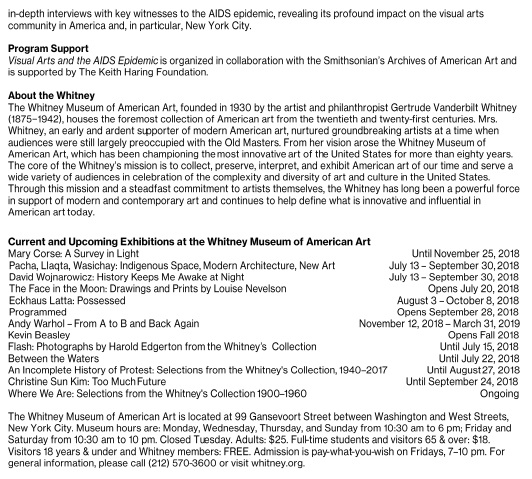 in-depth interviews with key witnesses to the AIDS epidemic, revealing its profound impact on the visual arts
community in America and, in particular, New York City.
Program Support
Visual Arts and the AIDS Epidemic is organized in collaboration with the Smithsonian's Archives of American Art and
is supported by The Keith Haring Foundation.
About the Whitney
The Whitney Museum of American Art, founded in 1930 by the artist and philanthropist Gertrude Vanderbilt Whitney
(1875–1942), houses the foremost collection of American art from the twentieth and twenty-first centuries. Mrs.
Whitney, an early and ardent supporter of modern American art, nurtured groundbreaking artists at a time when
audiences were still largely preoccupied with the Old Masters. From her vision arose the Whitney Museum of
American Art, which has been championing the most innovative art of the United States for more than eighty years.
The core of the Whitney's mission is to collect, preserve, interpret, and exhibit American art of our time and serve a
wide variety of audiences in celebration of the complexity and diversity of art and culture in the United States.
Through this mission and a steadfast commitment to artists themselves, the Whitney has long been a powerful force
in support of modern and contemporary art and continues to help define what is innovative and influential in
American art today.
Current and Upcoming Exhibitions at the Whitney Museum of American Art
Mary Corse: A Survey in Light Until November 25, 2018
Pacha, Llaqta, Wasichay: Indigenous Space, Modern Architecture, New Art July 13 – September 30, 2018
David Wojnarowicz: History Keeps Me Awake at Night July 13 – September 30, 2018
The Face in the Moon: Drawings and Prints by Louise Nevelson Opens July 20, 2018
Eckhaus Latta: Possessed August 3 – October 8, 2018
Programmed Opens September 28, 2018
Andy Warhol – From A to B and Back Again November 12, 2018 – March 31, 2019
Kevin Beasley Opens Fall 2018
Flash: Photographs by Harold Edgerton from the Whitney's Collection Until July 15, 2018
Between the Waters Until July 22, 2018
An Incomplete History of Protest: Selections from the Whitney's Collection, 1940–2017 Until August 27, 2018
Christine Sun Kim: Too Much Future Until September 24, 2018
Where We Are: Selections from the Whitney's Collection 1900–1960 Ongoing
The Whitney Museum of American Art is located at 99 Gansevoort Street between Washington and West Streets,
New York City. Museum hours are: Monday, Wednesday, Thursday, and Sunday from 10:30 am to 6 pm; Friday and
Saturday from 10:30 am to 10 pm. Closed Tuesday. Adults: $25. Full-time students and visitors 65 & over: $18.
Visitors 18 years & under and Whitney members: FREE. Admission is pay-what-you-wish on Fridays, 7–10 pm. For
general information, please call (212) 570-3600 or visit whitney.org.